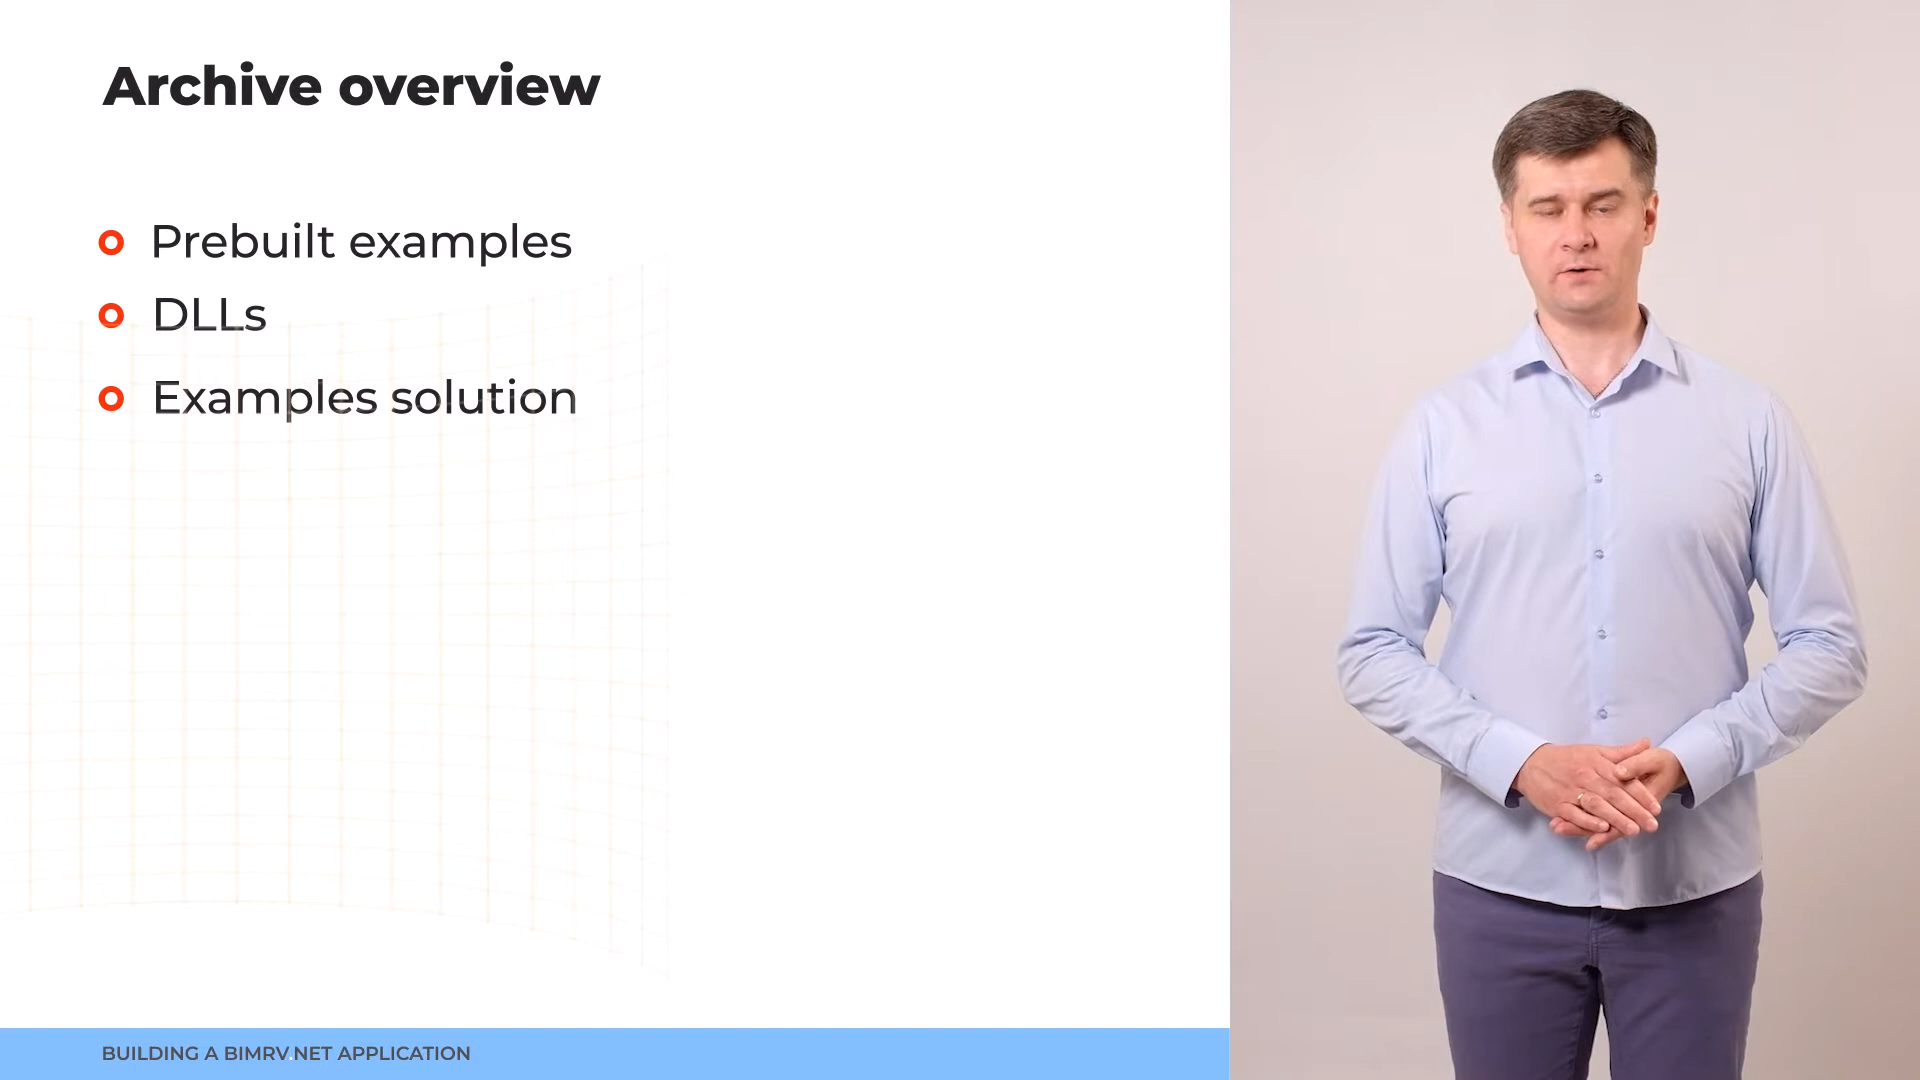 Archive overview
Prebuilt examples
DLLs
Examples solution
BUILDING A BIMRV.NET APPLICATION